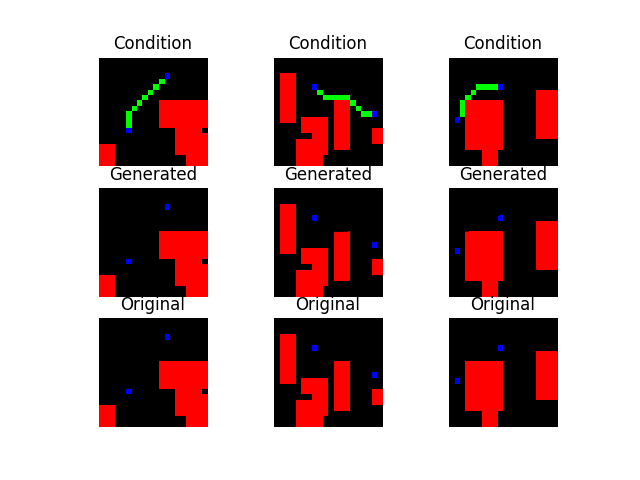 Condition Condition Condition
Generated Generated Generated
Original Original Original